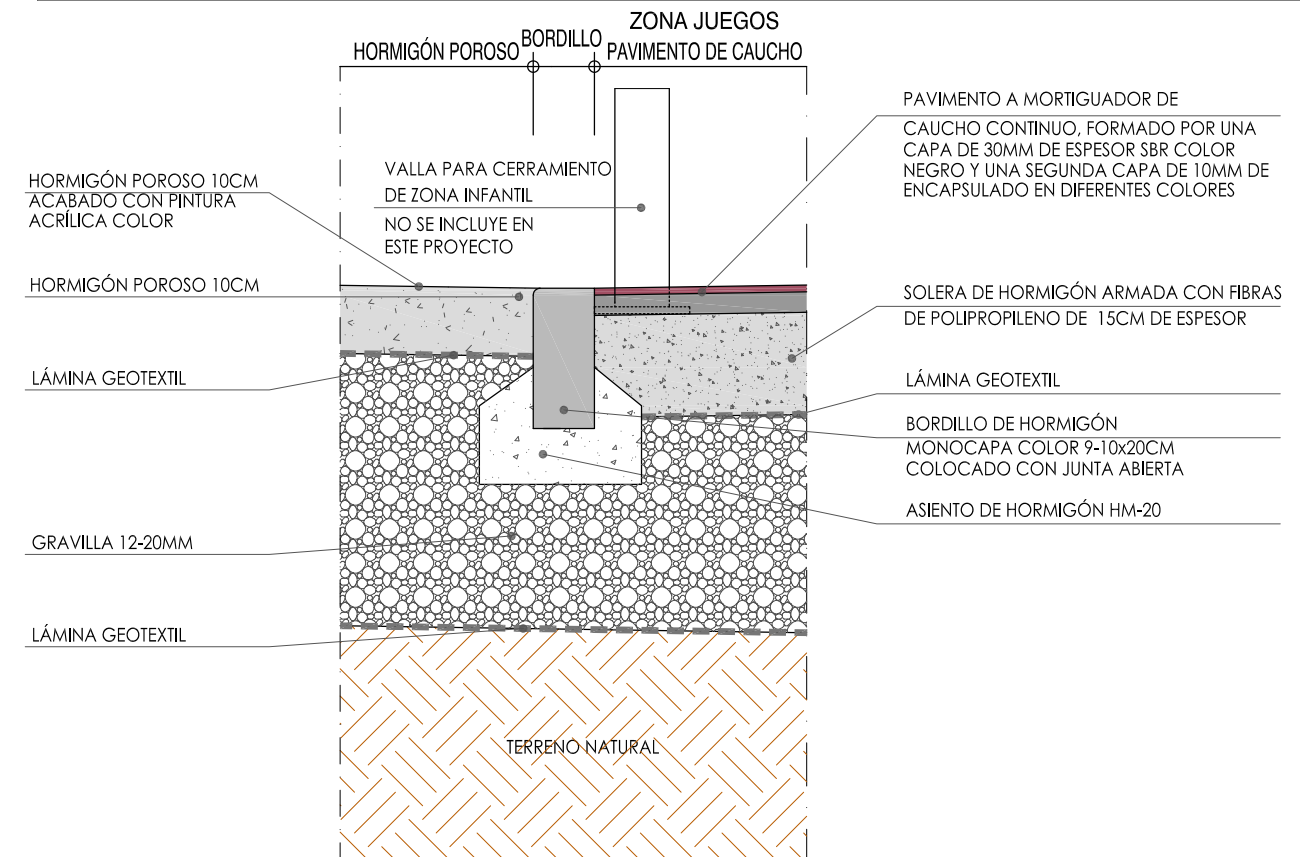 ZONA JUEGOS
HORMIGÓN POROSO
BORDILLO
PAVIMENTO DE CAUCHO
HORMIGÓN POROSO 10CM
ACABADO CON PINTURA
ACRÍLICA COLOR
HORMIGÓN POROSO 10CM
LÁMINA GEOTEXTIL
GRAVILLA 12-20MM
LÁMINA GEOTEXTIL
VALLA PARA CERRAMIENTO
DE ZONA INFANTIL
NO SE INCLUYE EN
ESTE PROYECTO
PAVIMENTO A MORTIGUADOR DE
CAUCHO CONTINUO, FORMADO POR UNA
CAPA DE 30MM DE ESPESOR SBR COLOR
NEGRO Y UNA SEGUNDA CAPA DE 10MM DE
ENCAPSULADO EN DIFERENTES COLORES
SOLERA DE HORMIGÓN ARMADA CON FIBRAS
DE POLIPROPILENO DE 15CM DE ESPESOR
LÁMINA GEOTEXTIL
BORDILLO DE HORMIGÓN
MONOCAPA COLOR 9-10x20CM
COLOCADO CON JUNTA ABIERTA
ASIENTO DE HORMIGÓN HM-20
TERRENO NATURAL